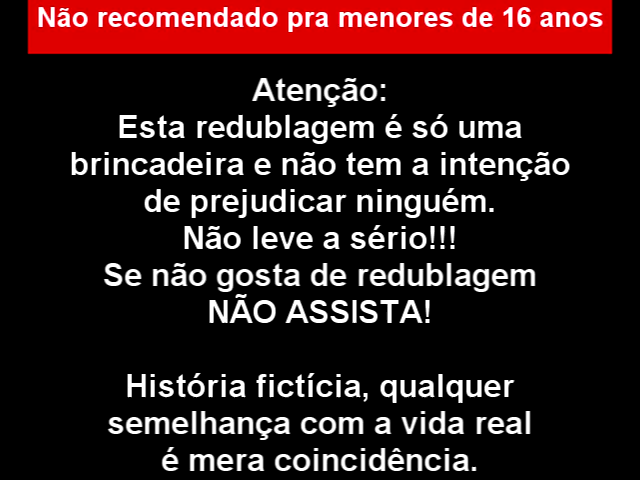 Não recomendado pra menores de 16 anos
Atenção:
Esta redublagem é só uma
brincadeira e não tem a intenção
de prejudicar ninguém.
Não leve a sério!!!
Se não gosta de redublagem
NÃO ASSISTA!
História fictícia, qualquer
semelhança com a vida real
é mera coincidência.